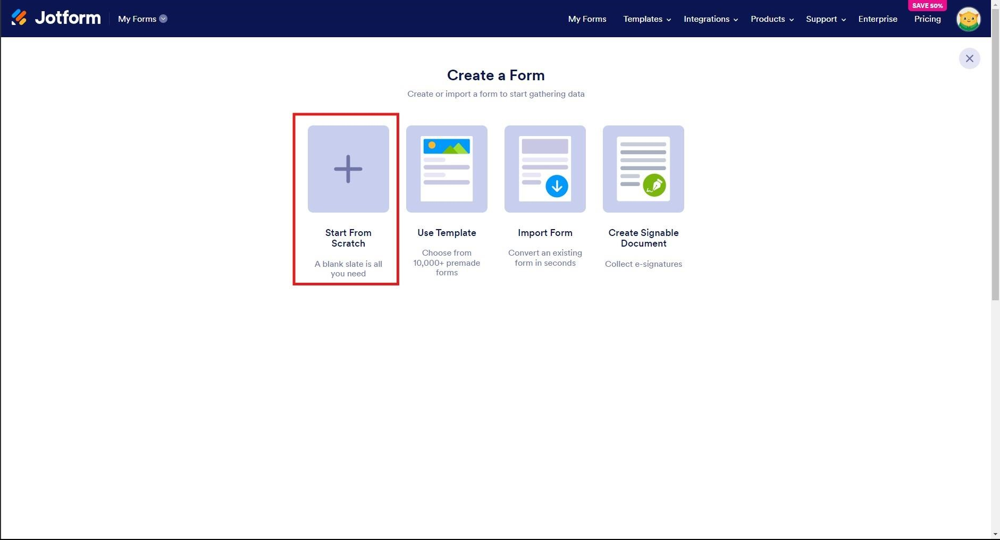 SAVE 50%
Jotform My Forms My Forms Templates Integrations Products Support Enterprise Pricing
Create a Form
Create or import a form to start gathering data
Start From
Scratch
A blank slate is all
you need
Use Template
Choose from
10,000+ premade
forms
Import Form
Convert an existing
form in seconds
Create Signable
Document
Collect e-signatures